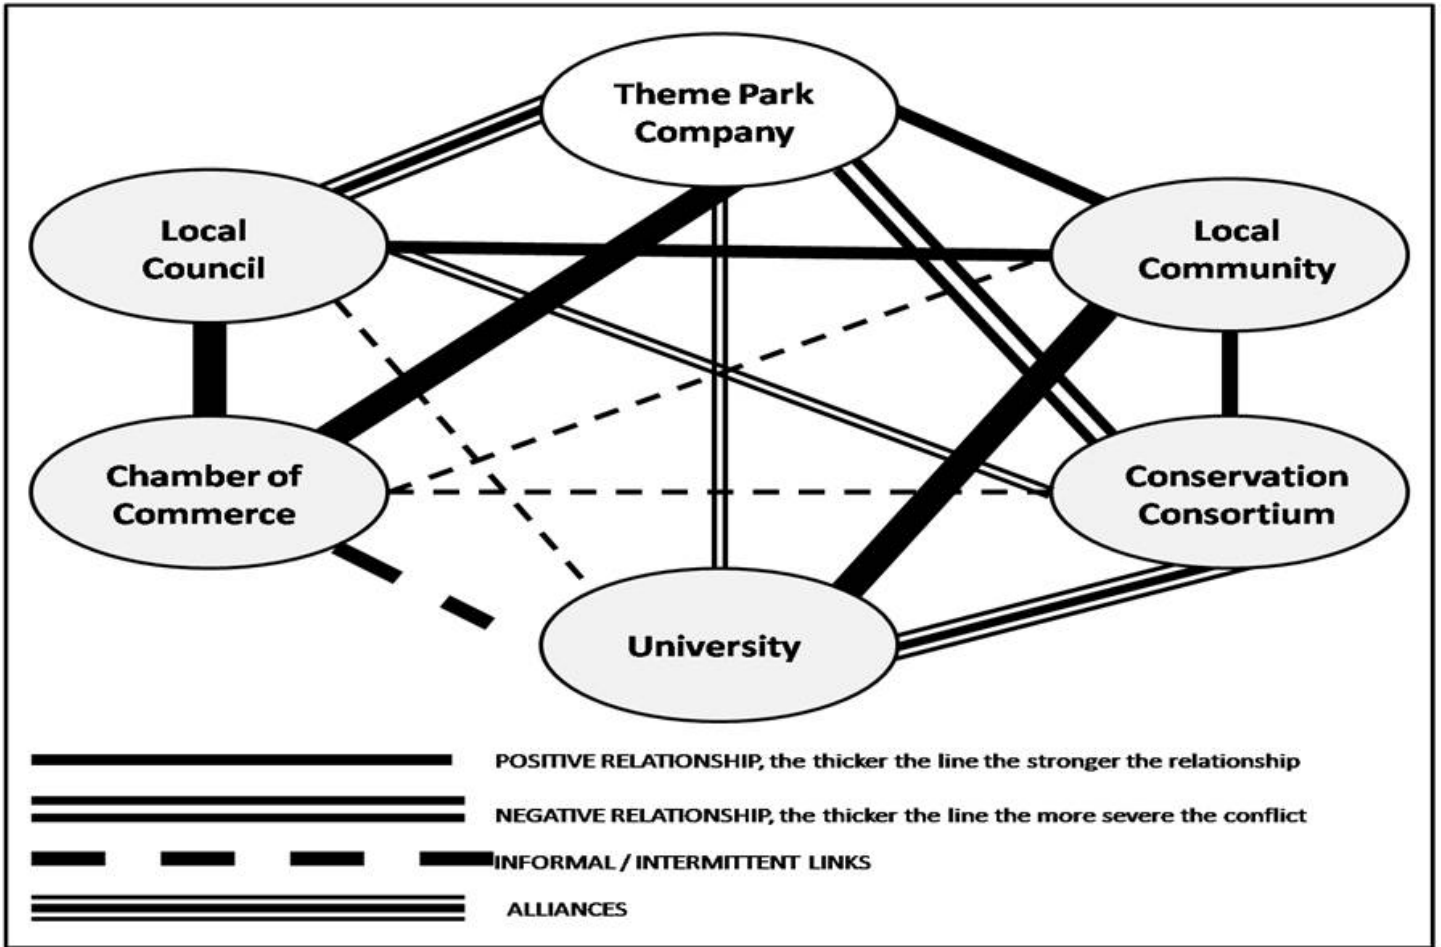 Theme Park
Company
Local
Council
Local
Community
Chamber of
Commerce
Conservation
Consortium
University
POSITIVE RELATIONSHIP, the thicker the line the stronger the relationship
NEGATIVE RELATIONSHIP, the thicker the line the more severe the conflict
INFORMAL / INTERMITTENT LINKS
ALLIANCES